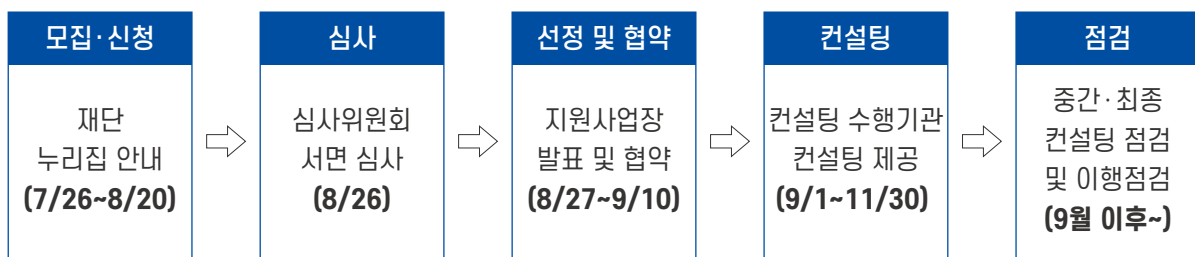 모집·신청
재단
누리집 안내
(7/26~8/20)
심사
심사위원회
서면 심사
(8/26)
선정 및 협약
지원사업장
발표 및 협약
(8/27~9/10)
컨설팅
컨설팅 수행기관
컨설팅 제공
(9/1~11/30)
점검
중간·최종
컨설팅 점검
및 이행점검
(9월 이후~)